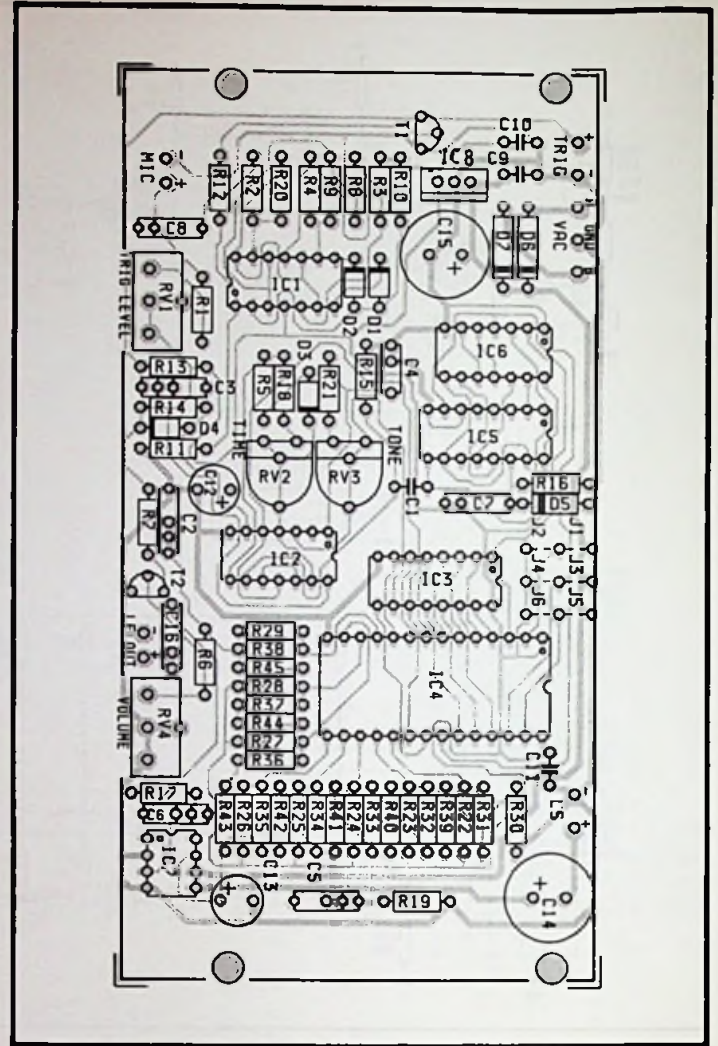 C10
+
TRIG
-
T1
IC8
C9
MIC
-
+
R12
R2
R20
R4
R9
R8
R3
R10
GND
VAC
C8
C15
+
D7
D6
TRIG LEVEL
RV1
R1
IC1
D2
D1
IC6
R13
C3
R14
D4
R11
R5
R18
D3
R21
R15
C4
IC5
TIME
RV2
RV3
TONE
C12
+
C1
C7
R16
D5
R7
C2
IC2
IC3
J2
J1
J4
J3
J6
J5
T2
C16
LF OUT
-
+
R6
R29
R38
R45
R28
R37
R44
R27
R36
IC4
VOLUME
RV4
C11
LS
-
+
R17
C6
R43
R26
R35
R42
R25
R34
R41
R24
R33
R40
R23
R32
R39
R22
R31
R30
IC7
+
C13
C5
R19
+
C14